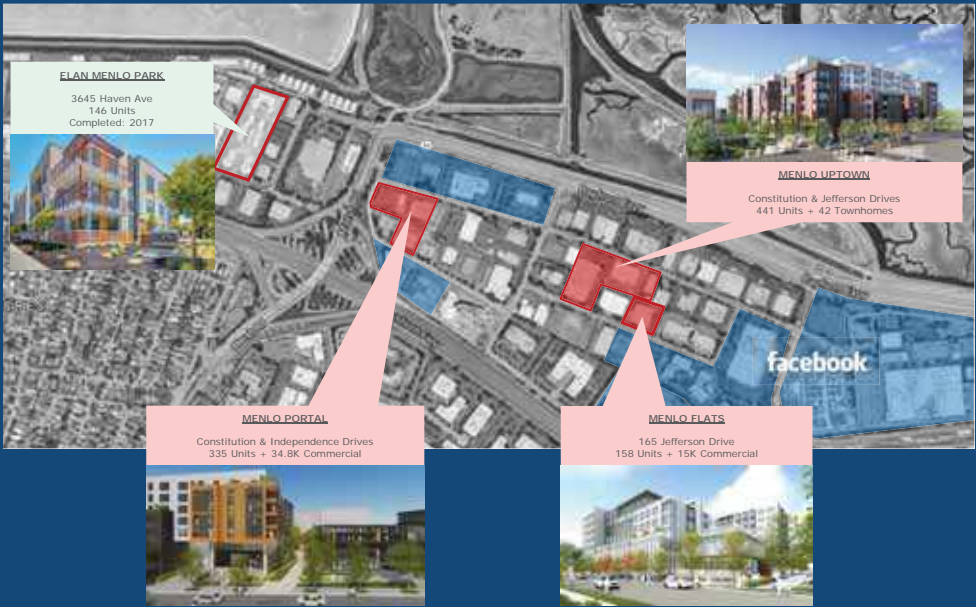 ELAN MENLO PARK
3645 Haven Ave
146 Units
Completed: 2017
MENLO UPTOWN
Constitution & Jefferson Drives
441 Units + 42 Townhomes
facebook
MENLO PORTAL
Constitution & Independence Drives
335 Units + 34.8K Commercial
MENLO FLATS
165 Jefferson Drive
158 Units + 15K Commercial